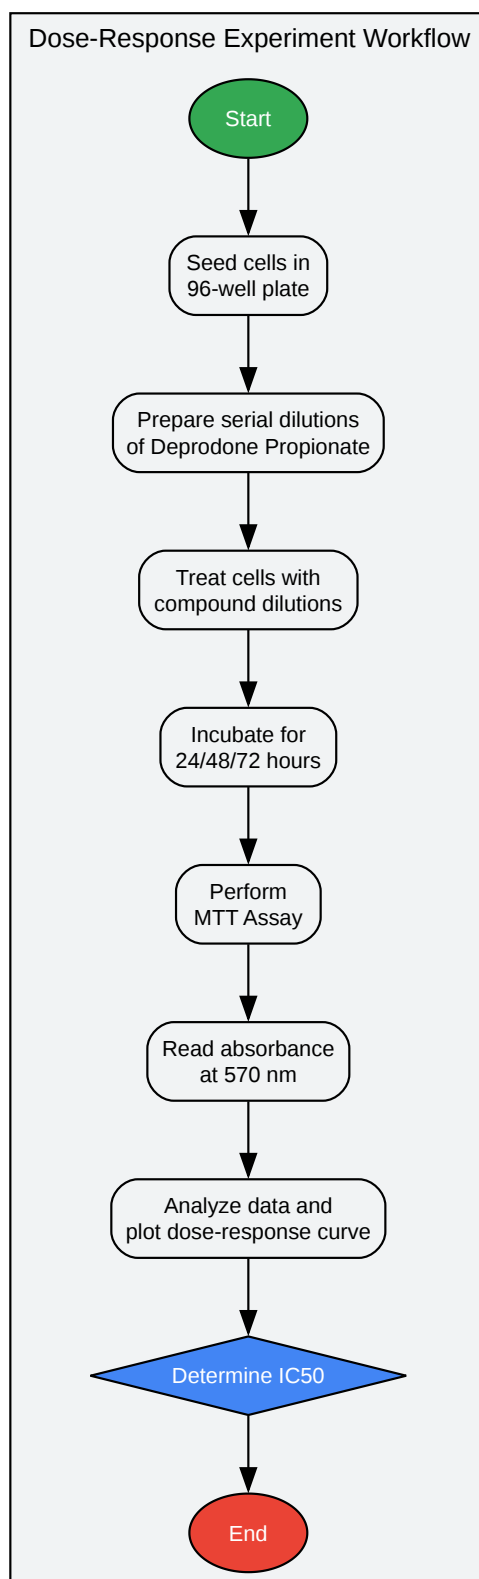 Dose-Response Experiment Workflow
Start
Seed cells in
96-well plate
Prepare serial dilutions
of Deprodone Propionate
Treat cells with
compound dilutions
Incubate for
24/48/72 hours
Perform
MTT Assay
Read absorbance
at 570 nm
Analyze data and
plot dose-response curve
Determine IC50
End